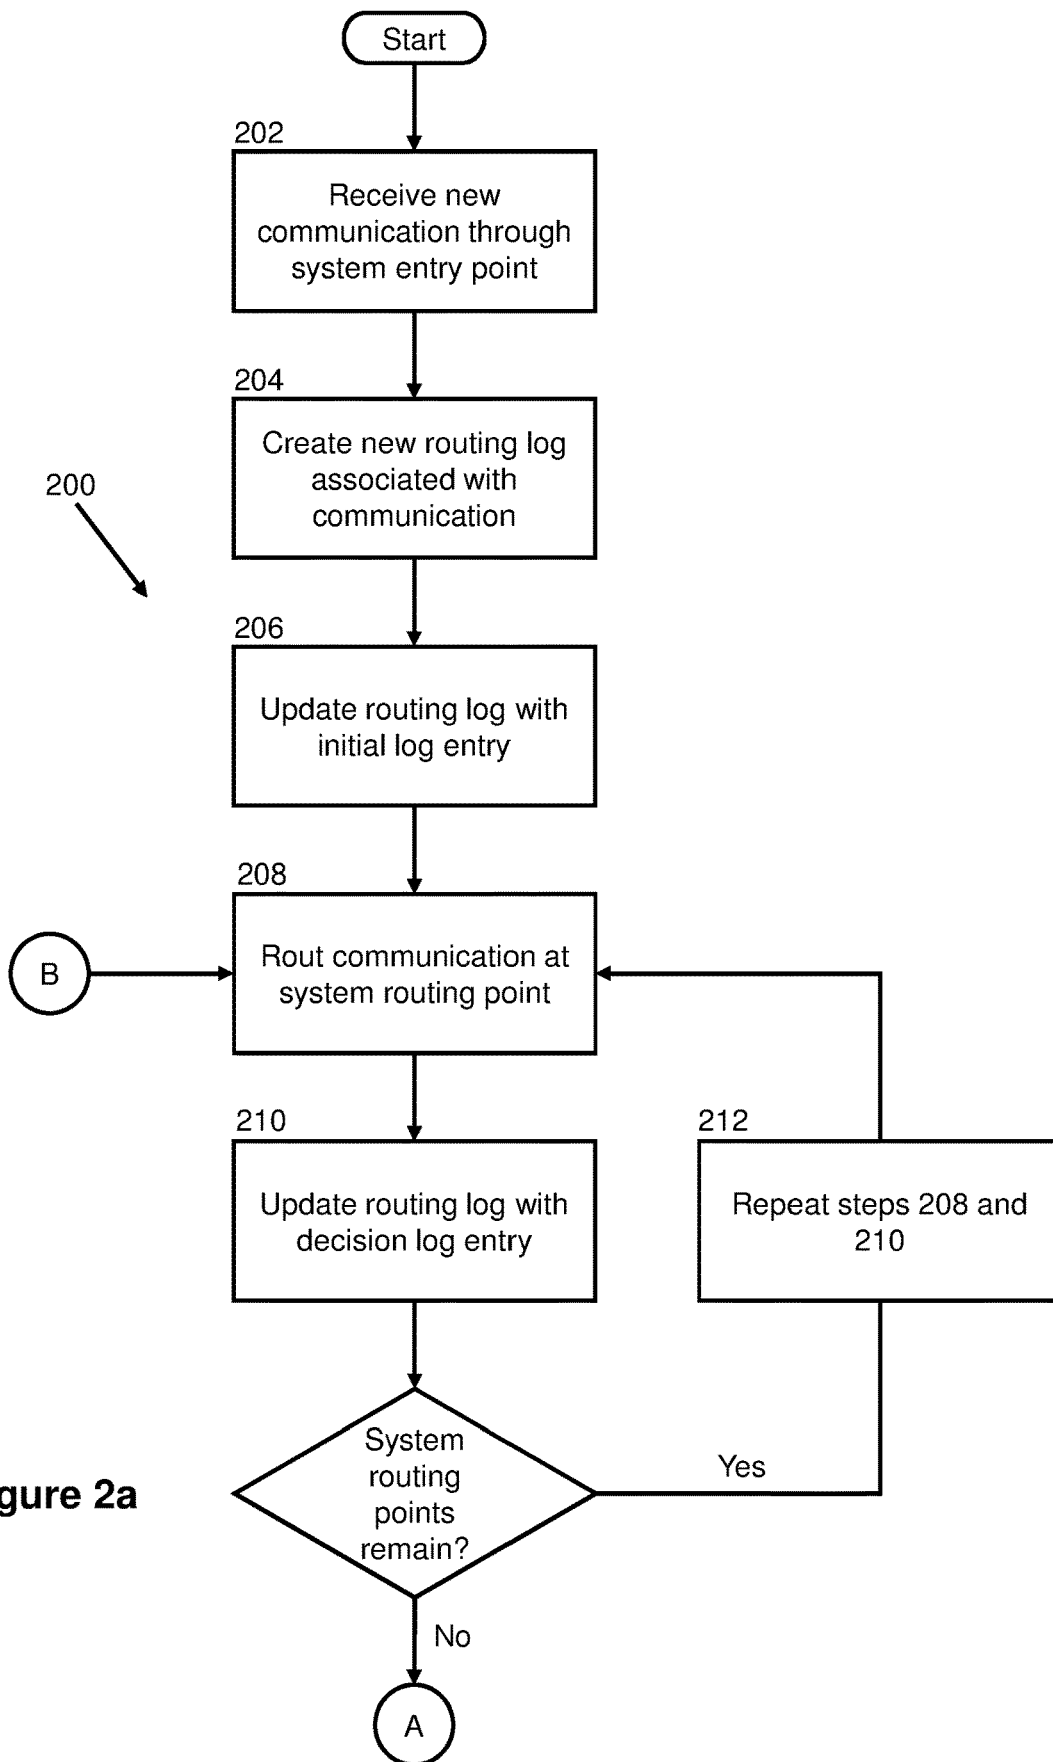 Start
202
Receive new
communication through
system entry point
204
Create new routing log
associated with
communication
200
206
Update routing log with
initial log entry
208
Rout communication at
system routing point
B
210
Update routing log with
decision log entry
212
Repeat steps 208 and
210
System
routing
points
remain?
Yes
gure 2a
No
A